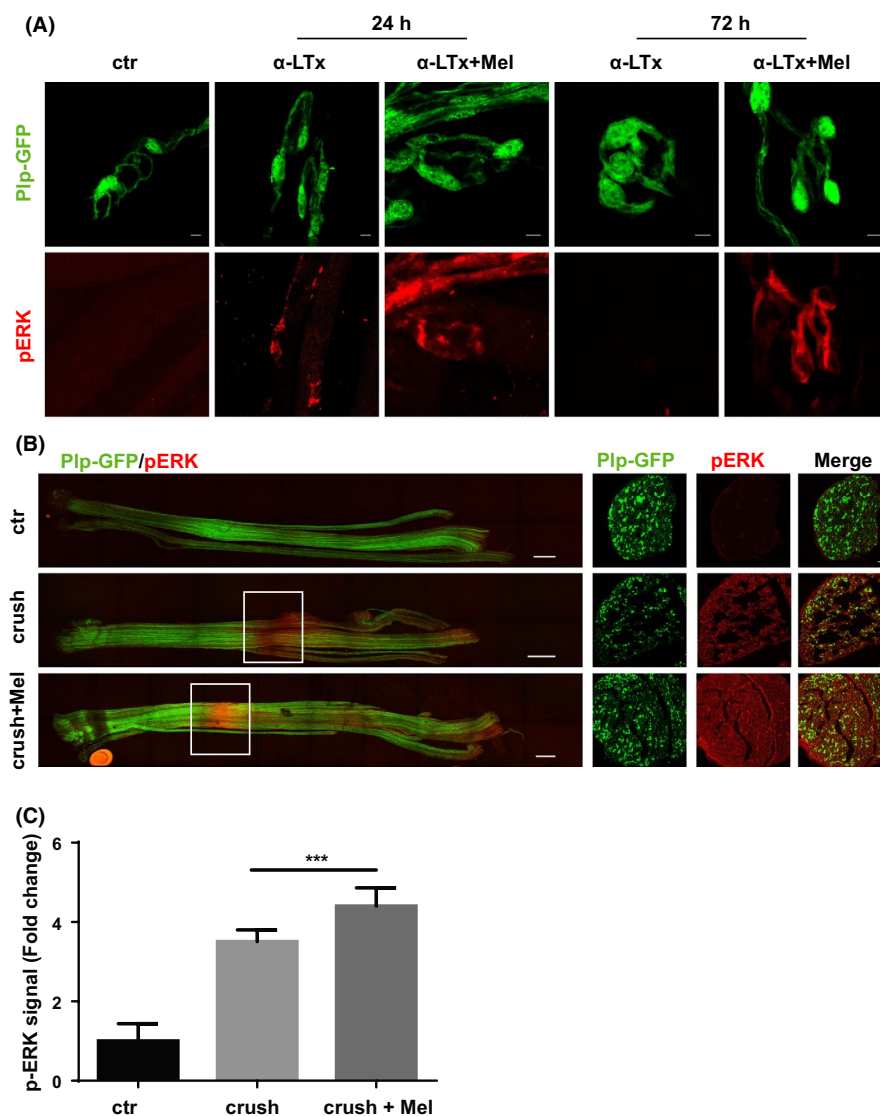 (A)
24 h
72 h
ctr
α-LTx
α-LTx+Mel
α-LTx
α-LTx+Mel
Plp-GFP
pERK
(B)
Plp-GFP/pERK
Plp-GFP
pERK
Merge
ctr
crush
crush+Mel
(C)
p-ERK signal (Fold change)
6
4
2
0
***
ctr
crush
crush + Mel